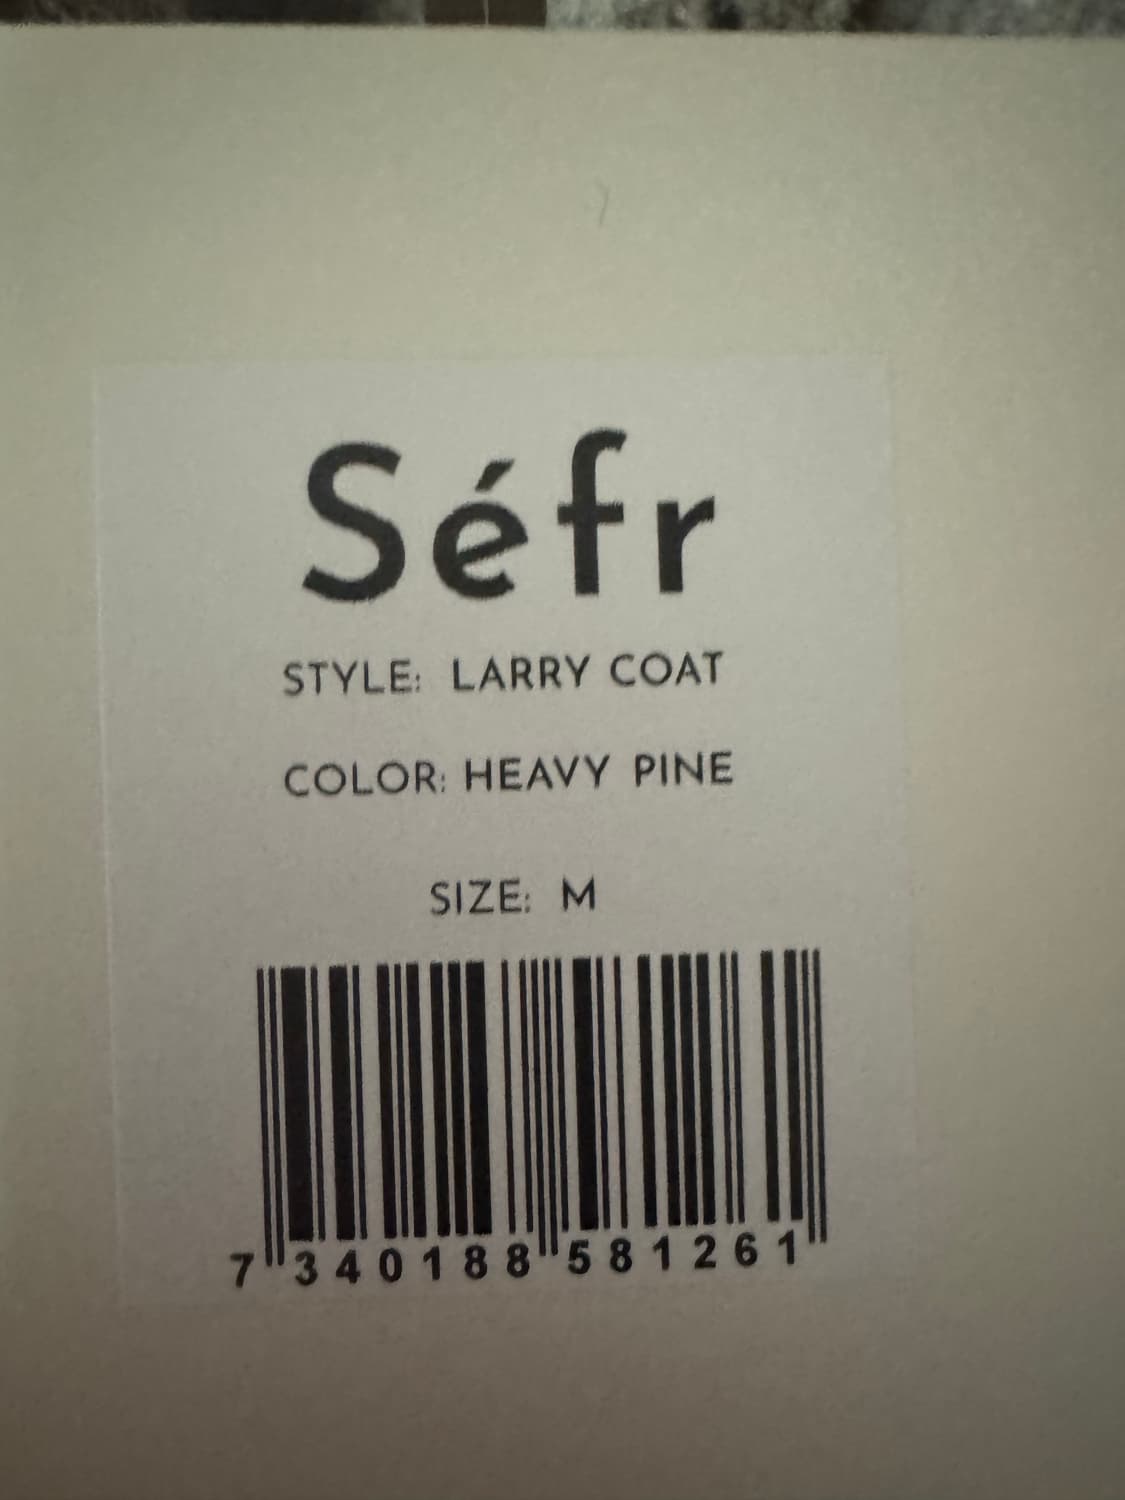 Séfr
STYLE: LARRY COAT
COLOR: HEAVY PINE
SIZE: M
7 340188 581261